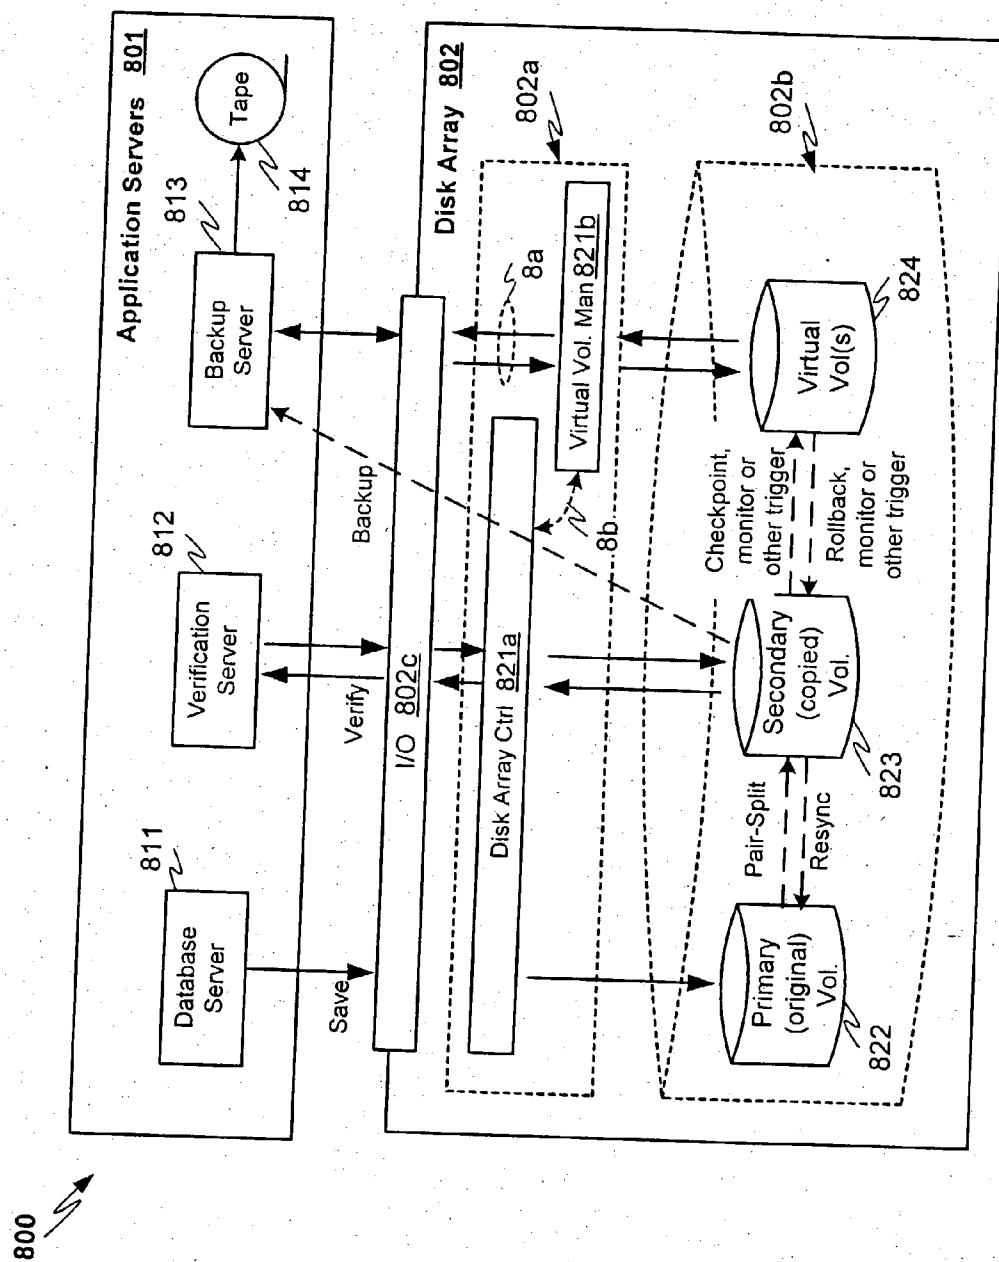 800
Application Servers 801
811
Database
Server
812
Verification
Server
813
Backup
Server
Tape
814
Save
Verify
Backup
Disk Array 802
I/O 802c
802a
Disk Array Ctrl 821a
8a
Virtual Vol. Man 821b
8b
802b
Primary
(original)
Vol.
822
Pair-Split
Resync
Secondary
(copied)
Vol.
823
Checkpoint,
monitor or
other trigger
Rollback,
monitor or
other trigger
Virtual
Vol(s)
824